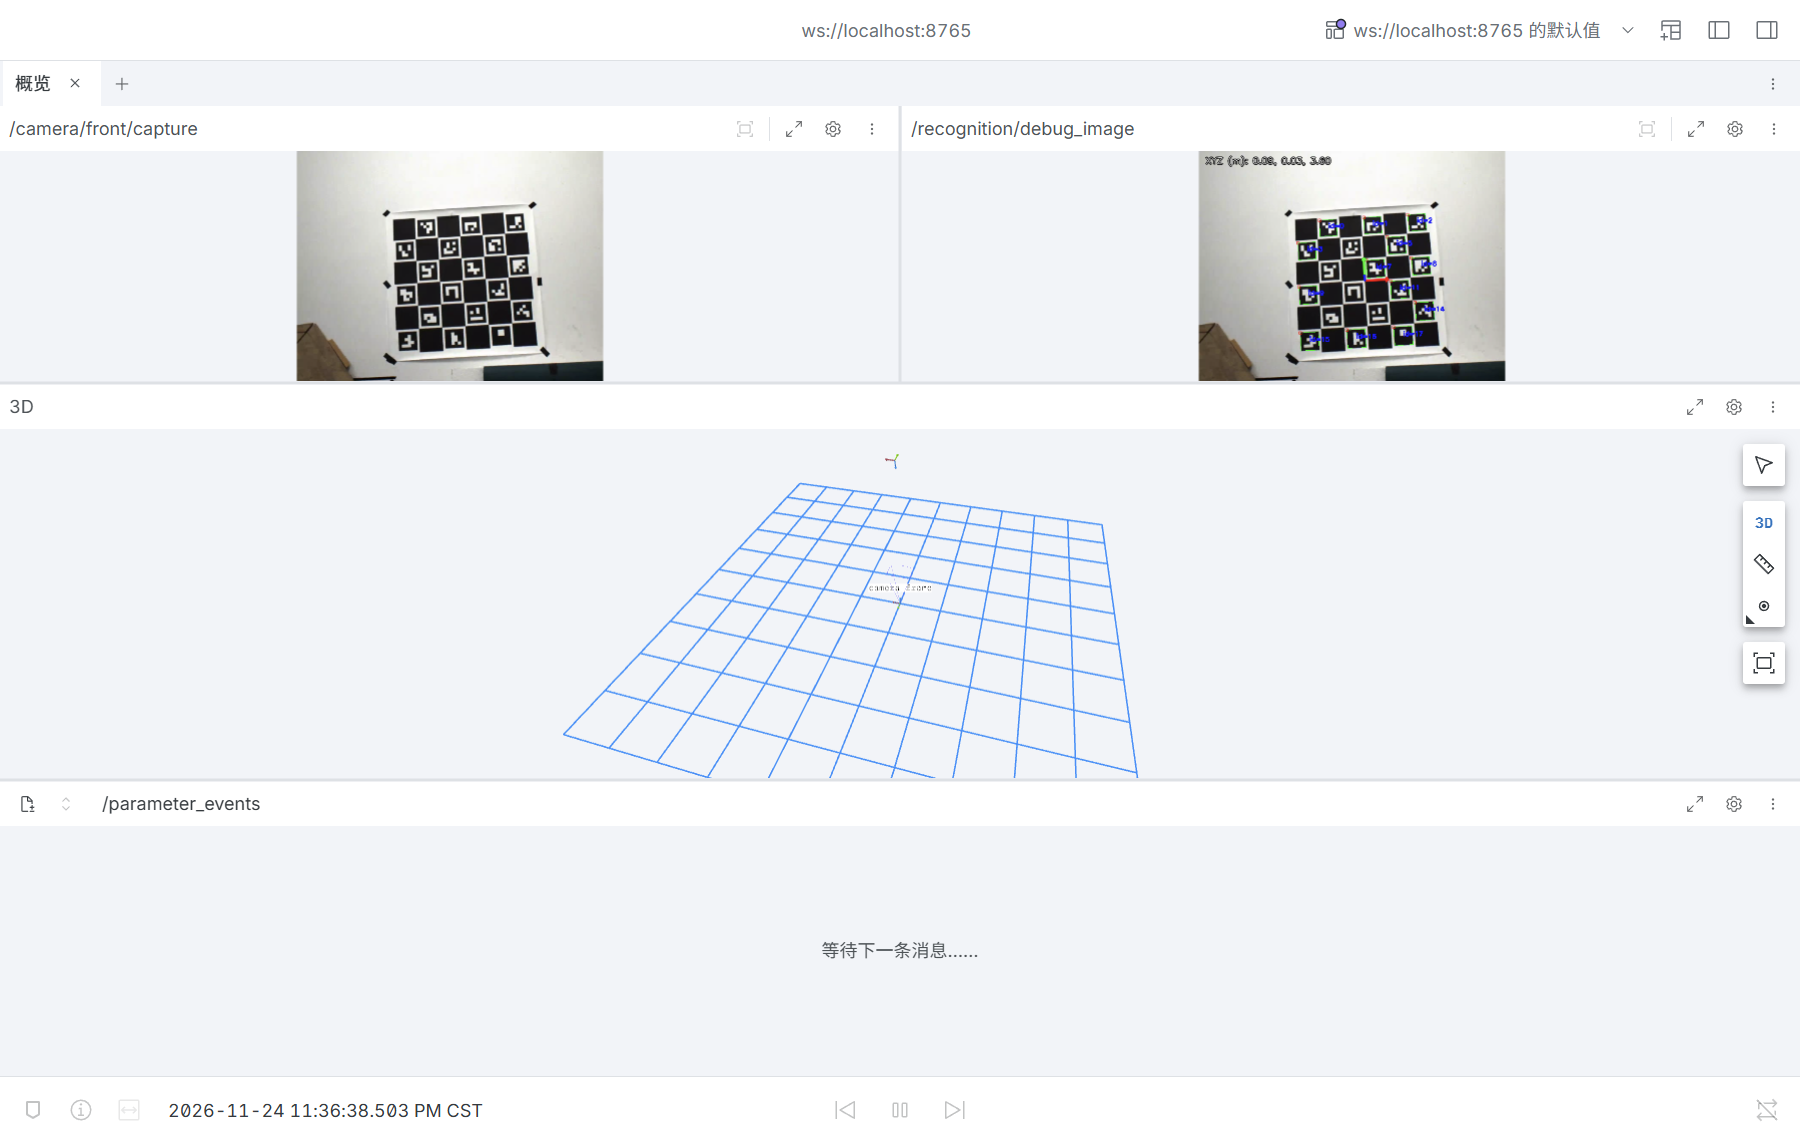 ws://localhost:8765
ws://localhost:8765 的默认值
概览
/camera/front/capture
/recognition/debug_image
XYZ (m): 0.09, 0.03, 3.60
3D
3D
/parameter_events
等待下一条消息......
2026-11-24 11:36:38.503 PM CST